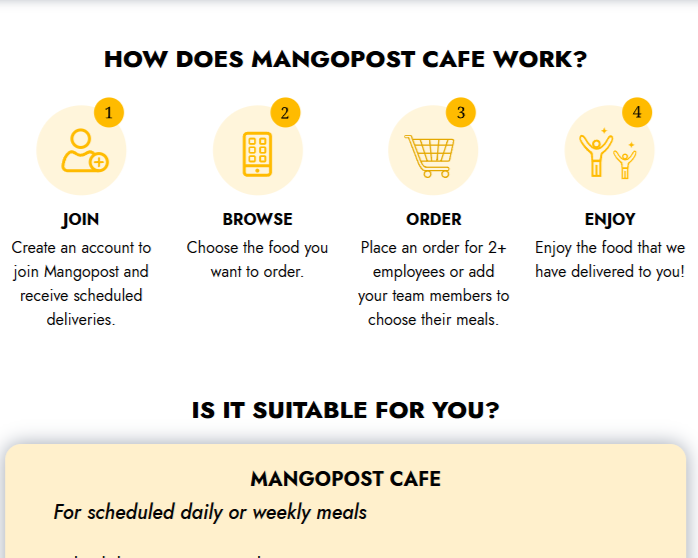 HOW DOES MANGOPOST CAFE WORK?
1
2
3
4
JOIN
Create an account to
join Mangopost and
receive scheduled
deliveries.
BROWSE
Choose the food you
want to order.
ORDER
Place an order for 2+
employees or add
your team members to
choose their meals.
ENJOY
Enjoy the food that we
have delivered to you!
IS IT SUITABLE FOR YOU?
MANGOPOST CAFE
For scheduled daily or weekly meals